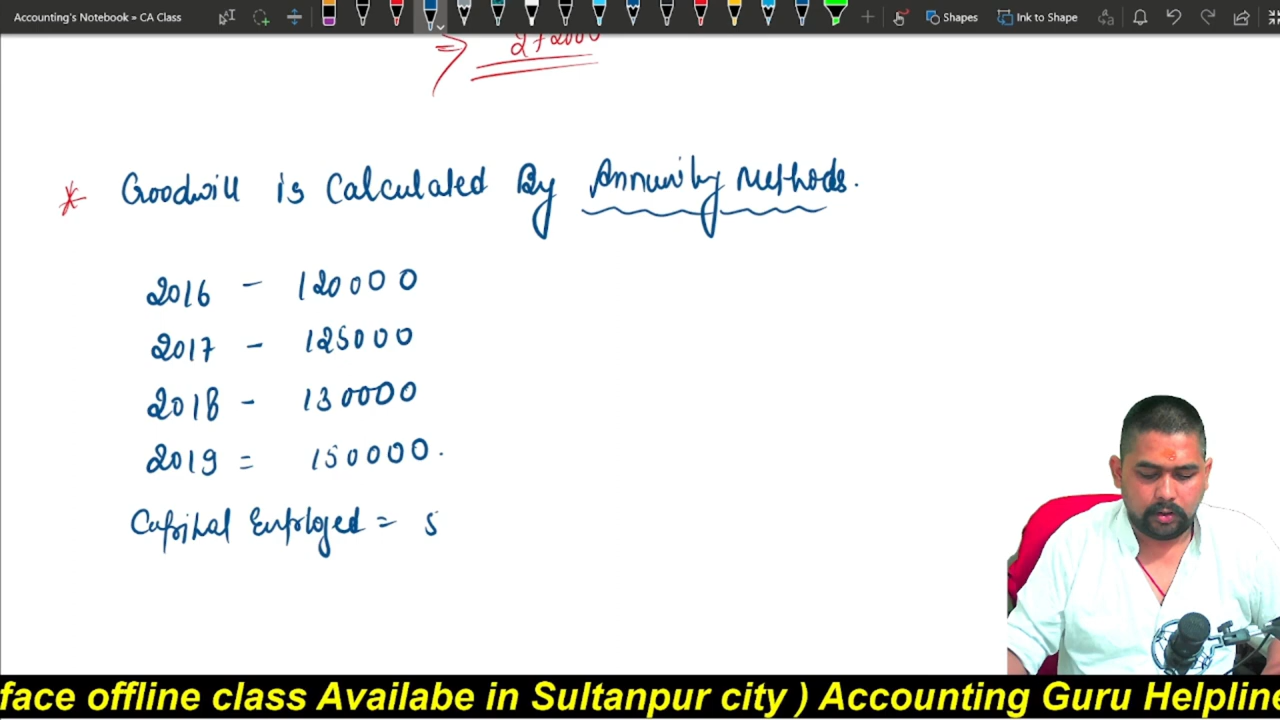 Accounting's Notebook » CA Class
Shapes
Ink to Shape
272000
* Goodwill is Calculated By Annuity Methods.
2016 - 120000
2017 - 125000
2018 - 130000
2019 = 150000.
Capital Employed = 5
face offline class Availabe in Sultanpur city ) Accounting Guru Helpline